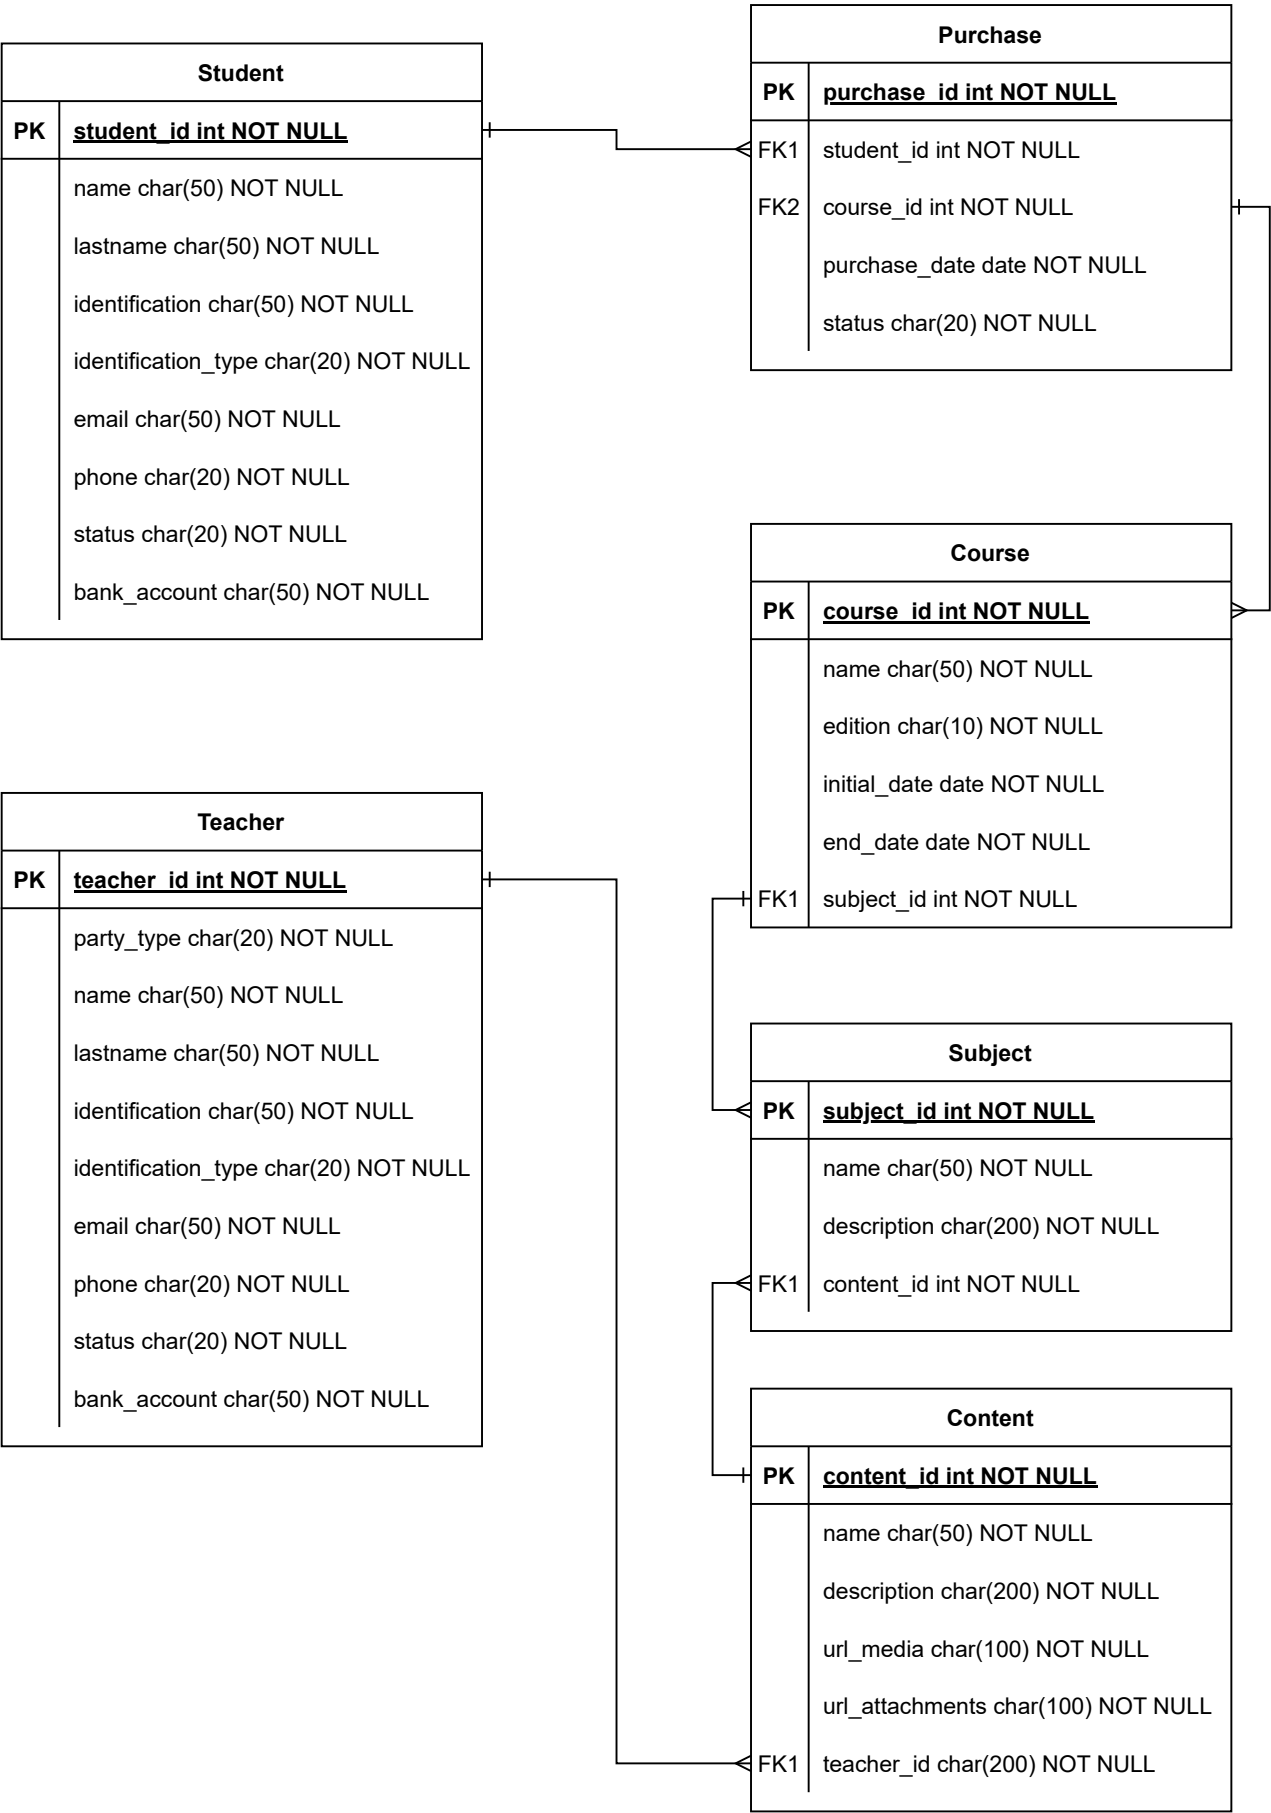 Student
PK student_id int NOT NULL
name char(50) NOT NULL
lastname char(50) NOT NULL
identification char(50) NOT NULL
identification_type char(20) NOT NULL
email char(50) NOT NULL
phone char(20) NOT NULL
status char(20) NOT NULL
bank_account char(50) NOT NULL
Purchase
PK purchase_id int NOT NULL
FK1 student_id int NOT NULL
FK2 course_id int NOT NULL
purchase_date date NOT NULL
status char(20) NOT NULL
Course
PK course_id int NOT NULL
name char(50) NOT NULL
edition char(10) NOT NULL
initial_date date NOT NULL
end_date date NOT NULL
FK1 subject_id int NOT NULL
Teacher
PK teacher_id int NOT NULL
party_type char(20) NOT NULL
name char(50) NOT NULL
lastname char(50) NOT NULL
identification char(50) NOT NULL
identification_type char(20) NOT NULL
email char(50) NOT NULL
phone char(20) NOT NULL
status char(20) NOT NULL
bank_account char(50) NOT NULL
Subject
PK subject_id int NOT NULL
name char(50) NOT NULL
description char(200) NOT NULL
FK1 content_id int NOT NULL
Content
PK content_id int NOT NULL
name char(50) NOT NULL
description char(200) NOT NULL
url_media char(100) NOT NULL
url_attachments char(100) NOT NULL
FK1 teacher_id char(200) NOT NULL